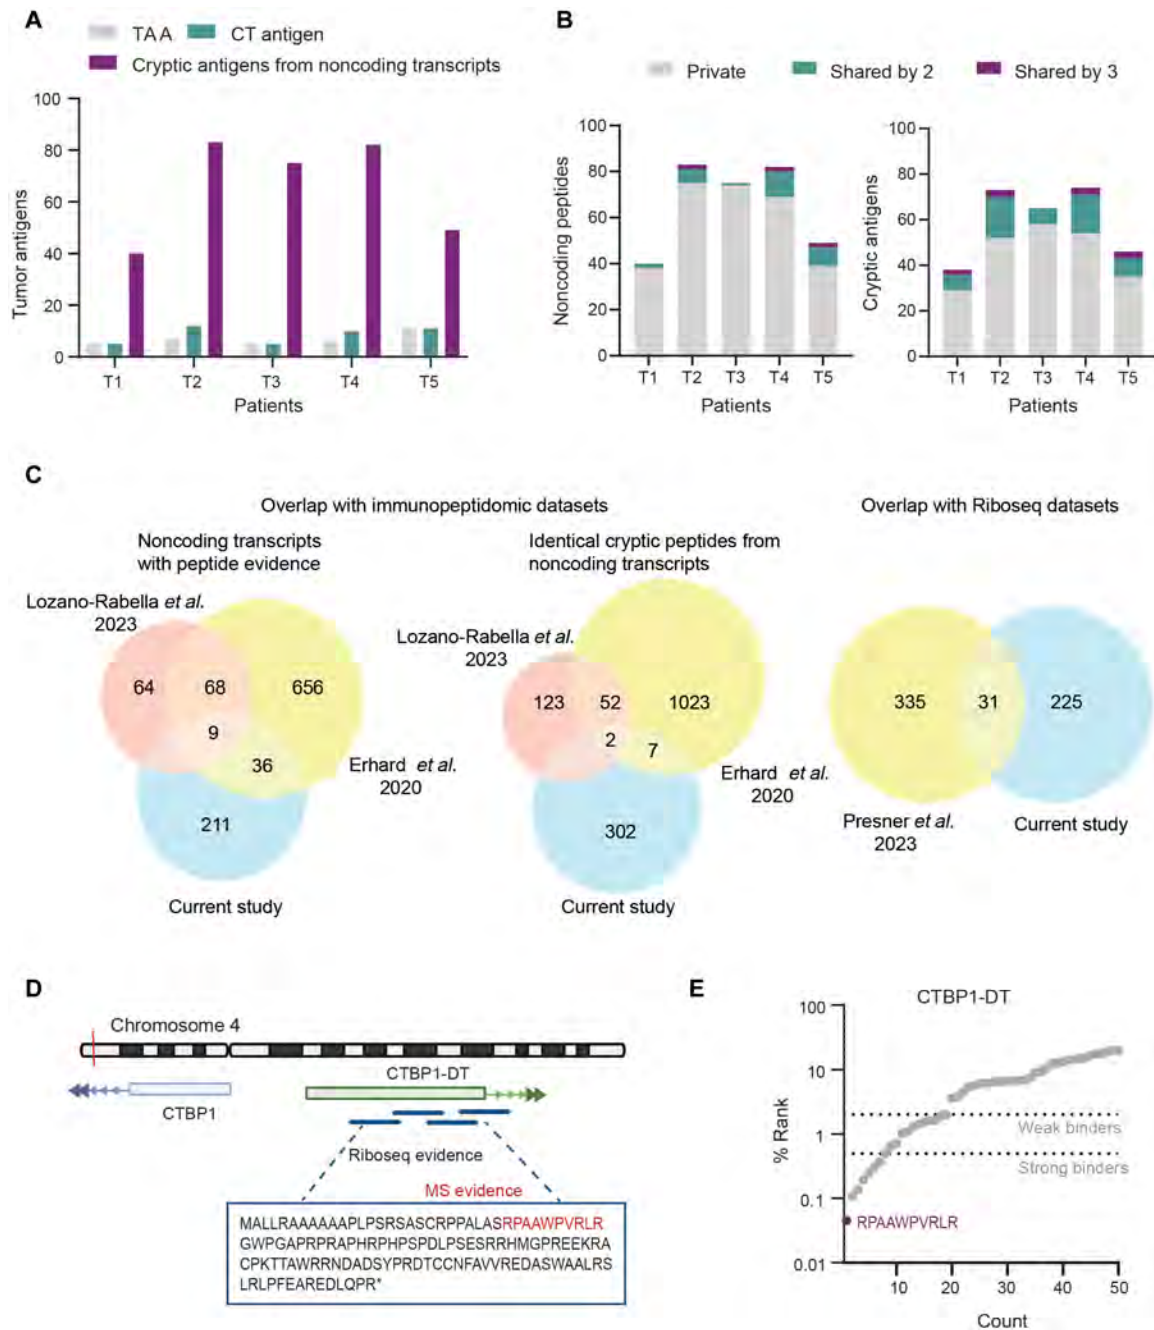 A
TAA
CT antigen
Cryptic antigens from noncoding transcripts
Tumor antigens
100
80
60
40
20
0
T1
T2
T3
T4
T5
Patients
B
Private
Shared by 2
Shared by 3
Noncoding peptides
100
80
60
40
20
0
T1
T2
T3
T4
T5
Patients
Cryptic antigens
100
80
60
40
20
0
T1
T2
T3
T4
T5
Patients
C
Overlap with immunopeptidomic datasets
Overlap with Riboseq datasets
Noncoding transcripts
with peptide evidence
Lozano-Rabella et al.
2023
64
68
656
9
36
Erhard et al.
2020
211
Current study
Identical cryptic peptides from
noncoding transcripts
Lozano-Rabella et al.
2023
123
52
1023
2
7
Erhard et al.
2020
302
Current study
335
31
225
Presner et al.
2023
Current study
D
Chromosome 4
CTBP1-DT
CTBP1
Riboseq evidence
MS evidence
MALLRAAAAAAPLPSRSASCRPPALASRPAAWPVRLR
GWPGAPRPRAPHRPHPSPDLPSESRRHMGPREEKRA
CPKTTAWRRNDADSYPRDTCCNFAVVREDASWAALRS
LRLPFEAREDLQPR*
E
CTBP1-DT
% Rank
100
10
1
0.1
0.01
Weak binders
Strong binders
RPAAWPVRLR
10
20
30
40
50
Count